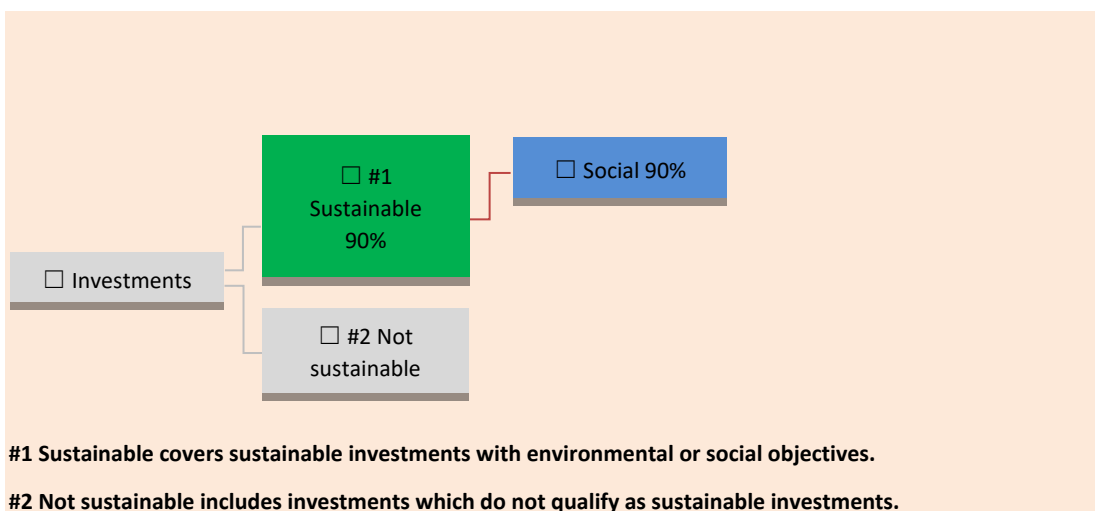 ☐ #1
Sustainable
90%
☐ Social 90%
☐ Investments
☐ #2 Not
sustainable
#1 Sustainable covers sustainable investments with environmental or social objectives.
#2 Not sustainable includes investments which do not qualify as sustainable investments.